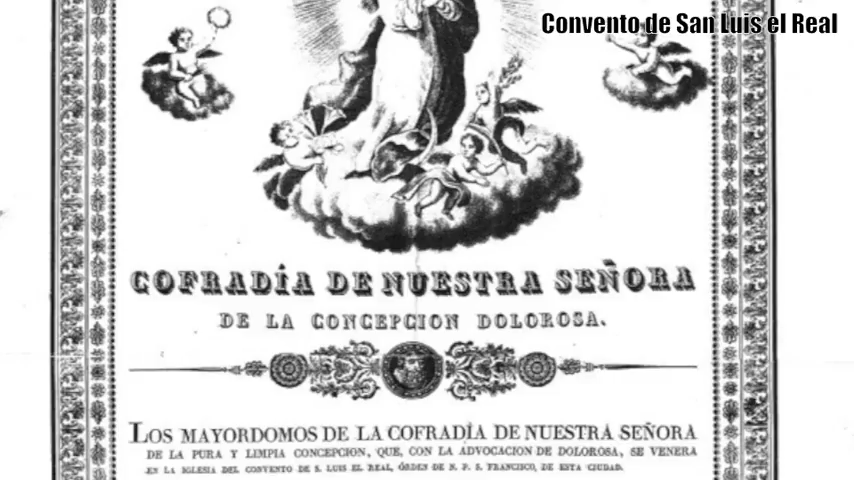 Convento de San Luis el Real
COFRADÍA DE NUESTRA SEÑORA
DE LA CONCEPCION DOLOROSA.
LOS MAYORDOMOS DE LA COFRADÌA DE NUESTRA SEÑORA
DE LA PURA Y LIMPIA CONCEPCION, QUE, CON LA ADVOCACION DE DOLOROSA, SE VENERA
EN LA IGLESIA DEL CONVENTO DE S. LUIS EL REAL, ÓRDEN DE N. P. S. FRANCISCO, DE ESTA CIUDAD.